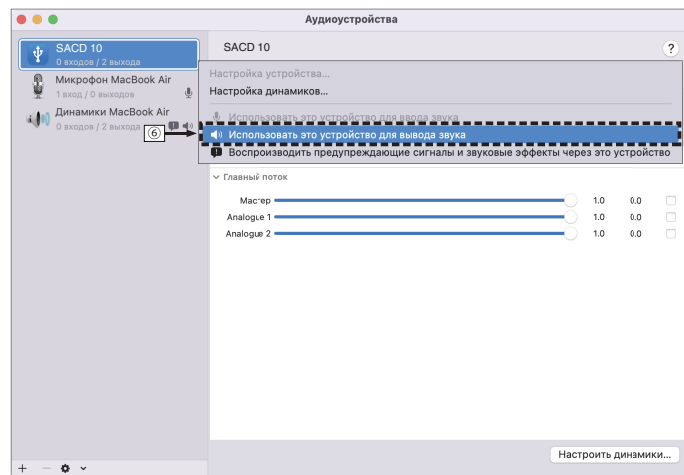 Аудиоустройства
SACD 10
0 входов / 2 выхода
Микрофон MacBook Air
1 вход / 0 выходов
Динамики MacBook Air
0 входов / 2 выхода
⑥
SACD 10
?
Настройка устройства...
Настройка динамиков...
Использовать это устройство для ввода звука
Использовать это устройство для вывода звука
Воспроизводить предупреждающие сигналы и звуковые эффекты через это устройство
Главный поток
Мастер 1.0 0.0
Analogue 1 1.0 0.0
Analogue 2 1.0 0.0
Настроить динамики...